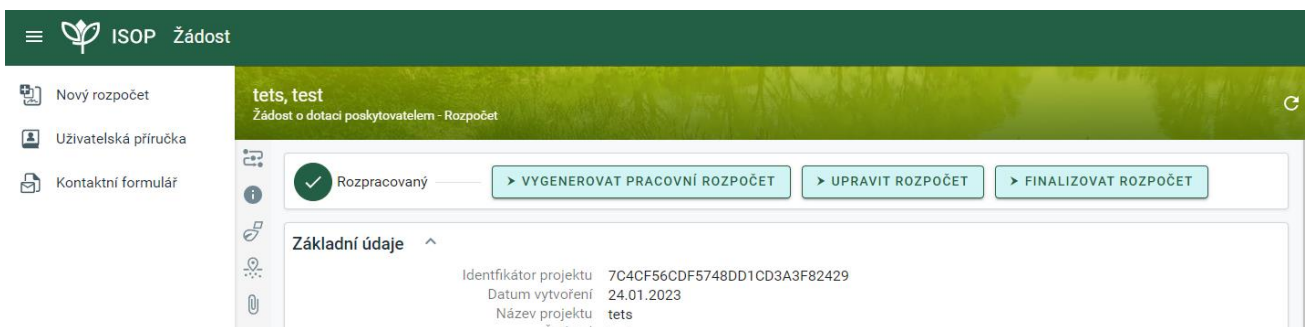 ISOP Žádost
Nový rozpočet
Uživatelská příručka
Kontaktní formulář
tets, test
Žádost o dotaci poskytovatelem - Rozpočet
Rozpracovaný
VYGENEROVAT PRACOVNÍ ROZPOČET
UPRAVIT ROZPOČET
FINALIZOVAT ROZPOČET
Základní údaje
Identfikátor projektu 7C4CF56CDF5748DD1CD3A3F82429
Datum vytvoření 24.01.2023
Název projektu tets